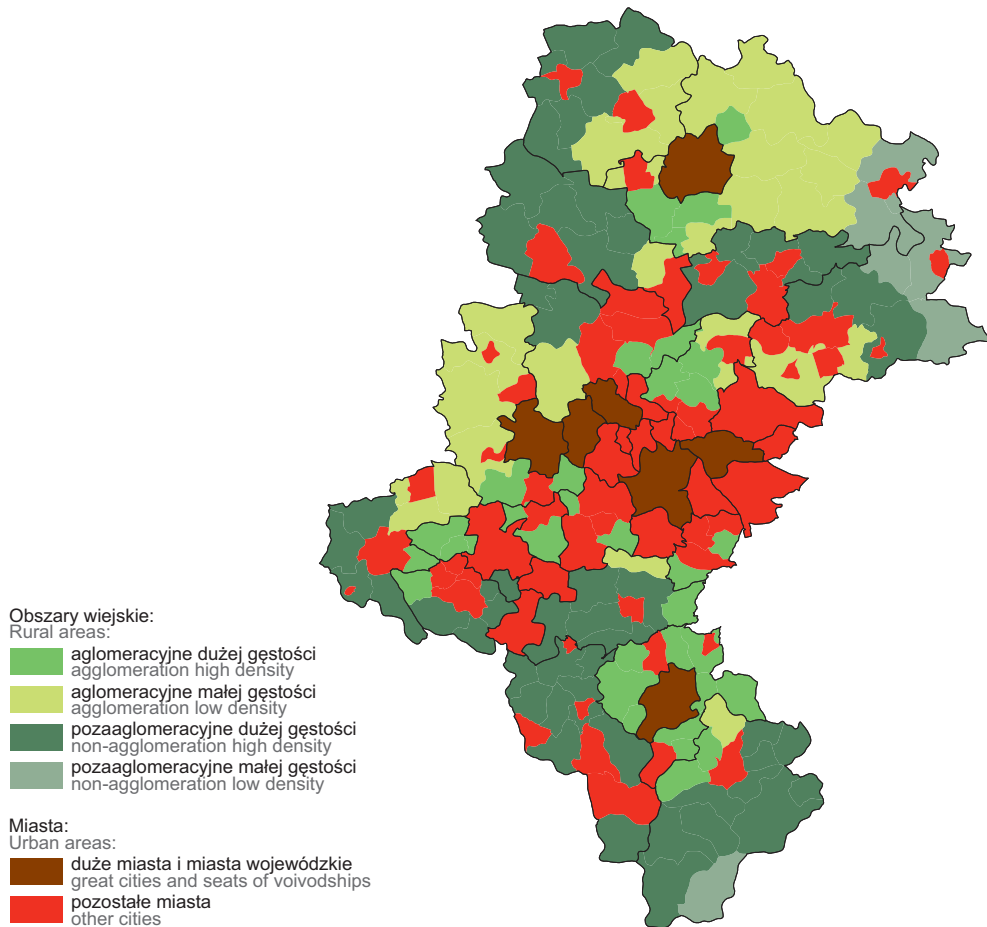 Obszary wiejskie:
Rural areas:
aglomeracyjne dużej gęstości
agglomeration high density
aglomeracyjne małej gęstości
agglomeration low density
pozaaglomeracyjne dużej gęstości
non-agglomeration high density
pozaaglomeracyjne małej gęstości
non-agglomeration low density
Miasta:
Urban areas:
duże miasta i miasta wojewódzkie
great cities and seats of voivodships
pozostałe miasta
other cities